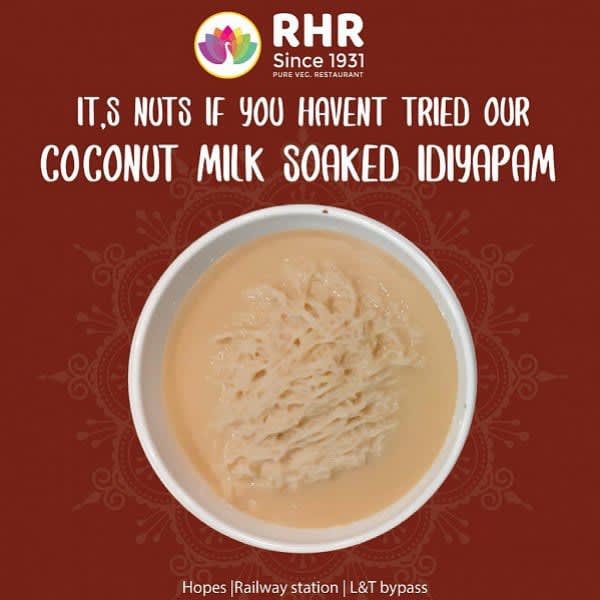 RHR
Since 1931
PURE VEG. RESTAURANT
IT,S NUTS IF YOU HAVENT TRIED OUR
COCONUT MILK SOAKED IDIYAPAM
Hopes |Railway station | L&T bypass